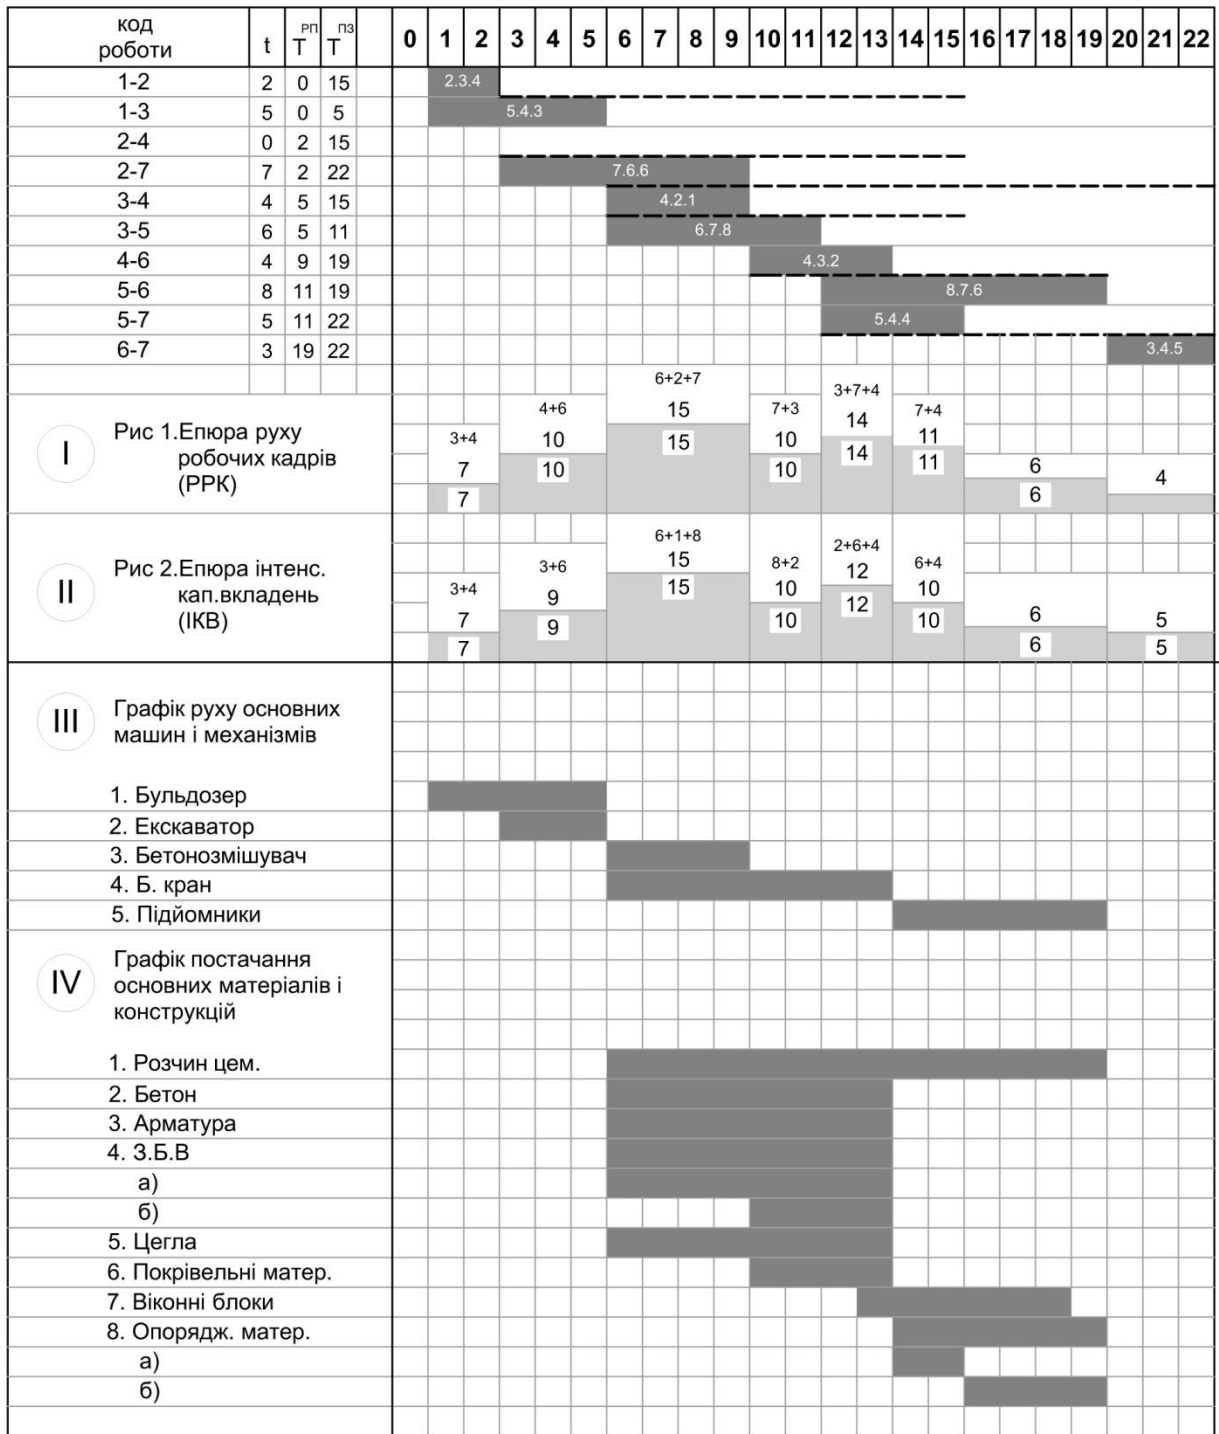 код роботи t Tрп Tпз 0 1 2 3 4 5 6 7 8 9 10 11 12 13 14 15 16 17 18 19 20 21 22
1-2 2 0 15 2.3.4
1-3 5 0 5 5.4.3
2-4 0 2 15
2-7 7 2 22 7.6.6
3-4 4 5 15 4.2.1
3-5 6 5 11 6.7.8
4-6 4 9 19 4.3.2
5-6 8 11 19 8.7.6
5-7 5 11 22 5.4.4
6-7 3 19 22 3.4.5
I
Рис 1.Епюра руху
робочих кадрів
(РРК)
3+4 4+6 6+2+7 7+3 3+7+4 7+4
7 10 15 10 14 11 6 4
7 10 15 10 14 11 6
II
Рис 2.Епюра інтенс.
кап.вкладень
(ІКВ)
3+4 3+6 6+1+8 8+2 2+6+4 6+4
7 9 15 10 12 10 6 5
7 9 15 10 12 10 6 5
III
Графік руху основних
машин і механізмів
1. Бульдозер
2. Екскаватор
3. Бетонозмішувач
4. Б. кран
5. Підйомники
IV
Графік постачання
основних матеріалів і
конструкцій
1. Розчин цем.
2. Бетон
3. Арматура
4. З.Б.В
а)
б)
5. Цегла
6. Покрівельні матер.
7. Віконні блоки
8. Опорядж. матер.
а)
б)